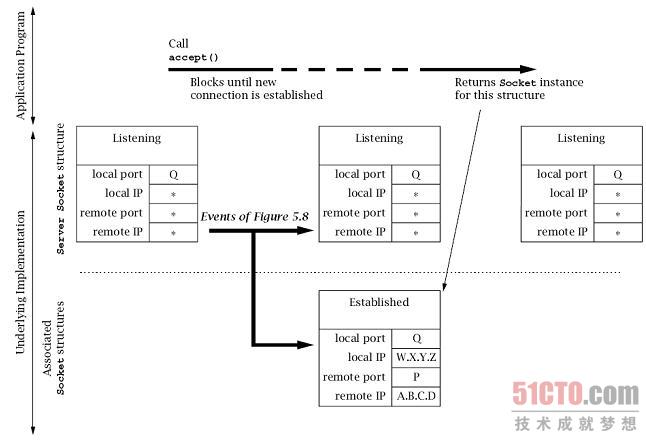 Application Program
Call
accept()
Blocks until new
connection is established
Returns Socket instance
for this structure
Underlying Implementation
Server Socket structure
Listening
local port Q
local IP *
remote port *
remote IP *
Events of Figure 5.8
Listening
local port Q
local IP *
remote port *
remote IP *
Listening
local port Q
local IP *
remote port *
remote IP *
Associated
Socket structures
Established
local port Q
local IP W.X.Y.Z
remote port P
remote IP A.B.C.D
51CTO.com
技术成就梦想